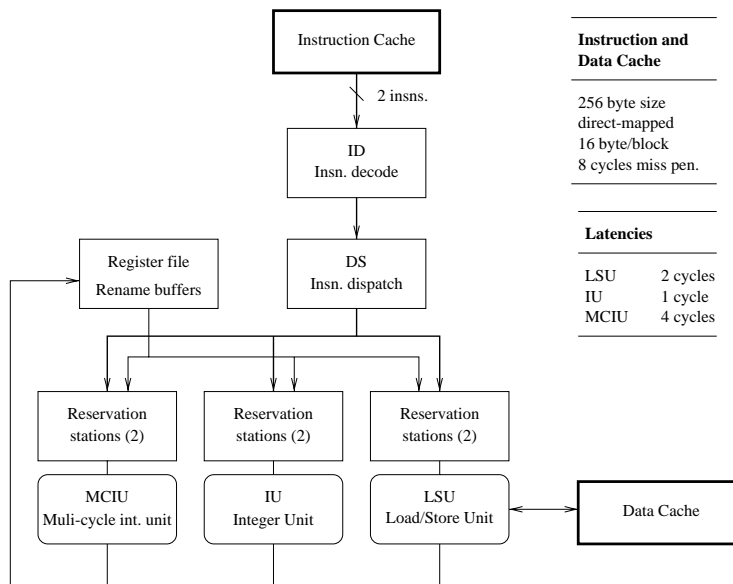 Instruction Cache
2 insns.
ID
Insn. decode
DS
Insn. dispatch
Register file
Rename buffers
Reservation
stations (2)
Reservation
stations (2)
Reservation
stations (2)
MCIU
Muli-cycle int. unit
IU
Integer Unit
LSU
Load/Store Unit
Data Cache
Instruction and
Data Cache
256 byte size
direct-mapped
16 byte/block
8 cycles miss pen.
Latencies
LSU 2 cycles
IU 1 cycle
MCIU 4 cycles